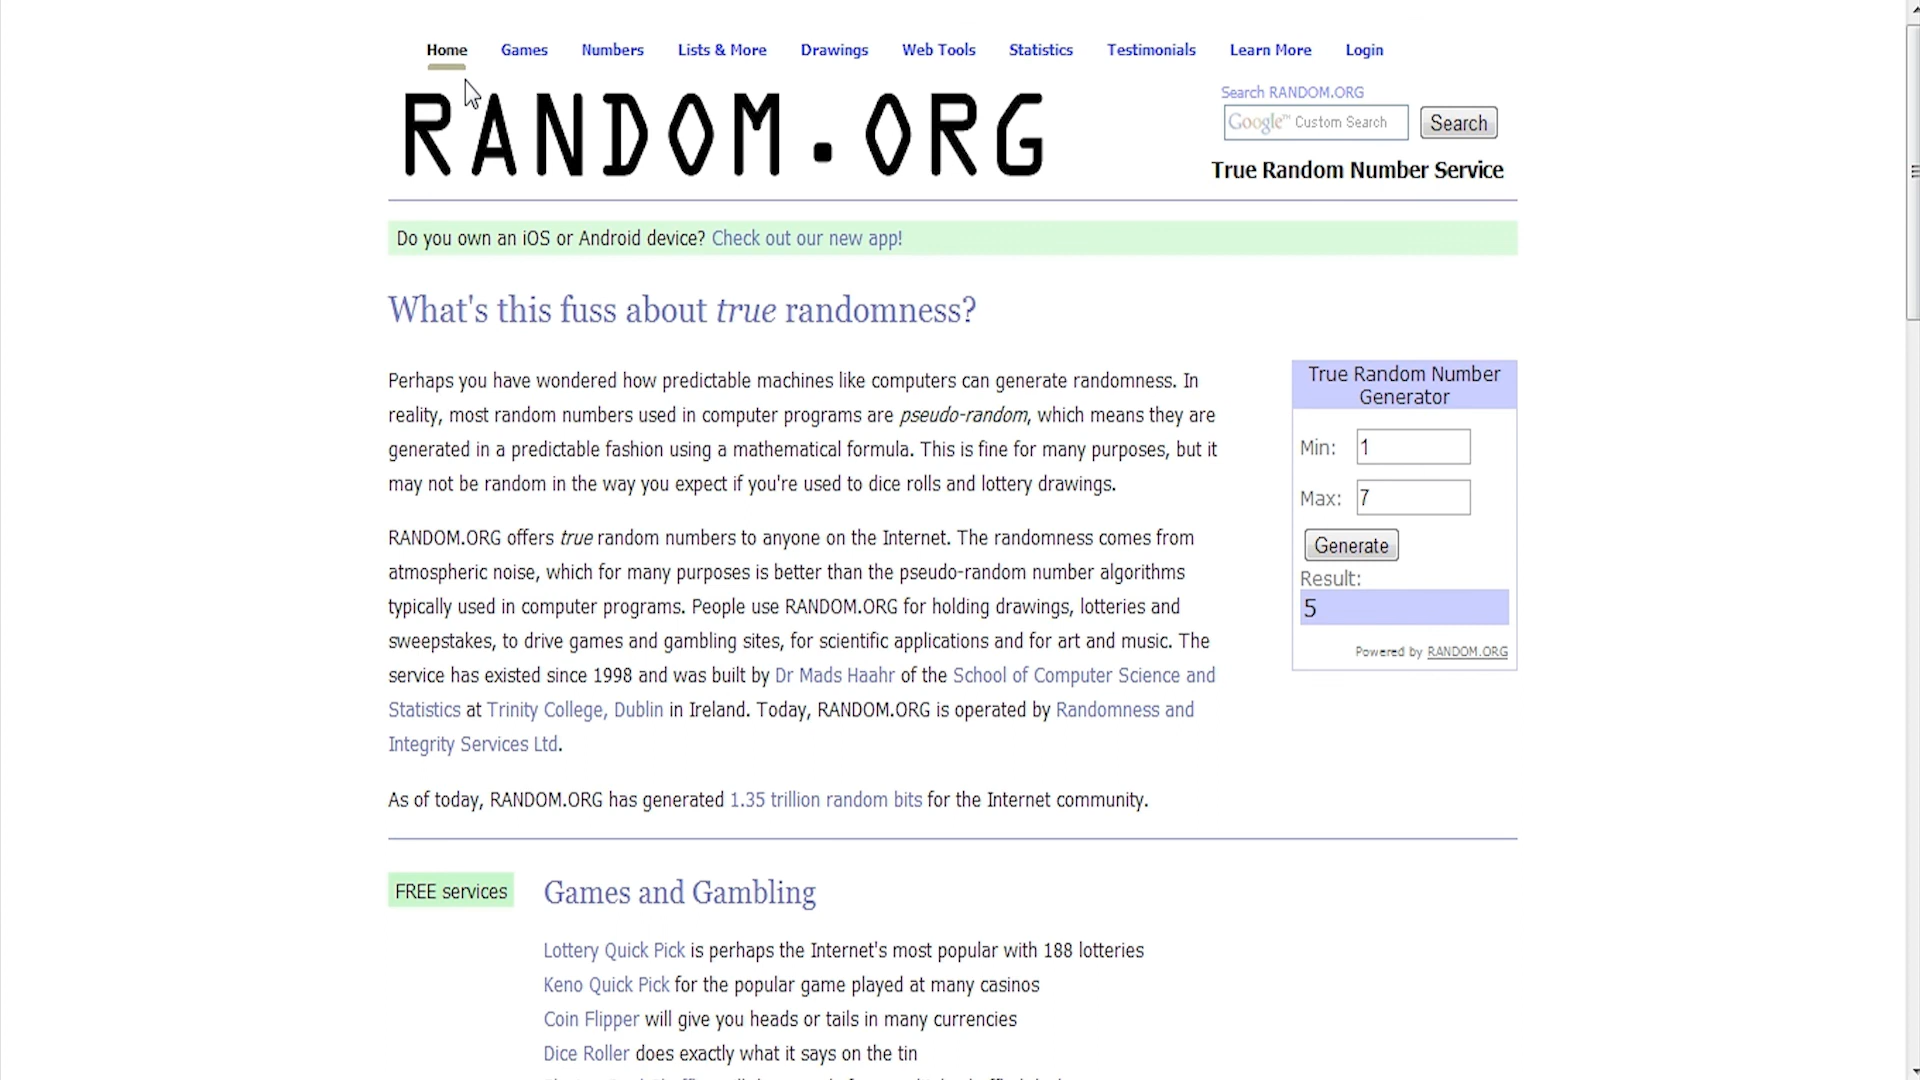 Home Games Numbers Lists & More Drawings Web Tools Statistics Testimonials Learn More Login
RANDOM.ORG
Search RANDOM.ORG
Google™ Custom Search Search
True Random Number Service
Do you own an iOS or Android device? Check out our new app!
What's this fuss about true randomness?
Perhaps you have wondered how predictable machines like computers can generate randomness. In
reality, most random numbers used in computer programs are pseudo-random, which means they are
generated in a predictable fashion using a mathematical formula. This is fine for many purposes, but it
may not be random in the way you expect if you're used to dice rolls and lottery drawings.
RANDOM.ORG offers true random numbers to anyone on the Internet. The randomness comes from
atmospheric noise, which for many purposes is better than the pseudo-random number algorithms
typically used in computer programs. People use RANDOM.ORG for holding drawings, lotteries and
sweepstakes, to drive games and gambling sites, for scientific applications and for art and music. The
service has existed since 1998 and was built by Dr Mads Haahr of the School of Computer Science and
Statistics at Trinity College, Dublin in Ireland. Today, RANDOM.ORG is operated by Randomness and
Integrity Services Ltd.
As of today, RANDOM.ORG has generated 1.35 trillion random bits for the Internet community.
True Random Number
Generator
Min: 1
Max: 7
Generate
Result:
5
Powered by RANDOM.ORG
FREE services
Games and Gambling
Lottery Quick Pick is perhaps the Internet's most popular with 188 lotteries
Keno Quick Pick for the popular game played at many casinos
Coin Flipper will give you heads or tails in many currencies
Dice Roller does exactly what it says on the tin